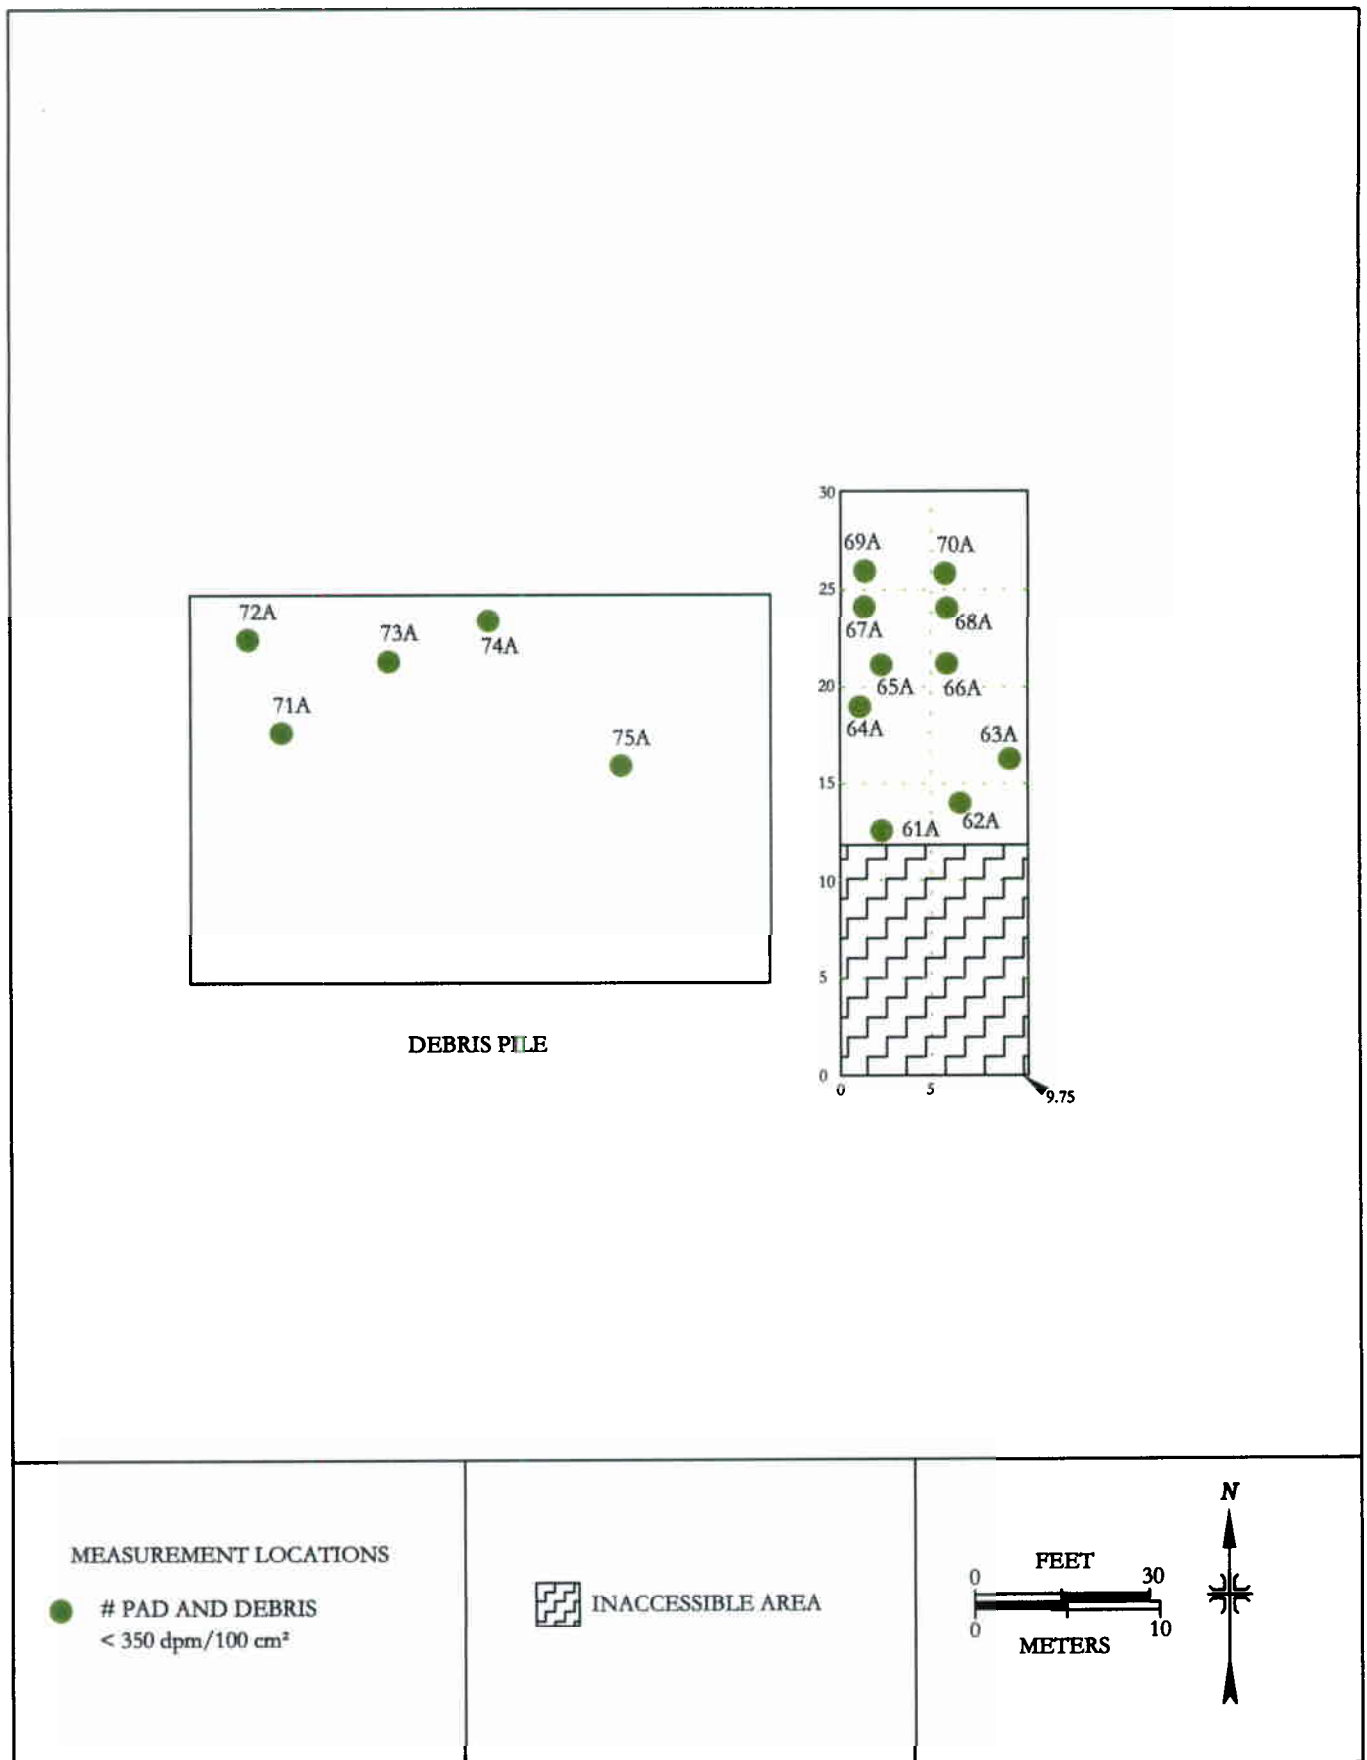 30
69A
70A
25
72A
67A
68A
73A
74A
65A
66A
20
71A
64A
63A
75A
15
62A
61A
10
5
DEBRIS PILE
0
0
5
9.75
N
MEASUREMENT LOCATIONS
# PAD AND DEBRIS
< 350 dpm/100 cm²
INACCESSIBLE AREA
FEET
0
30
0
10
METERS